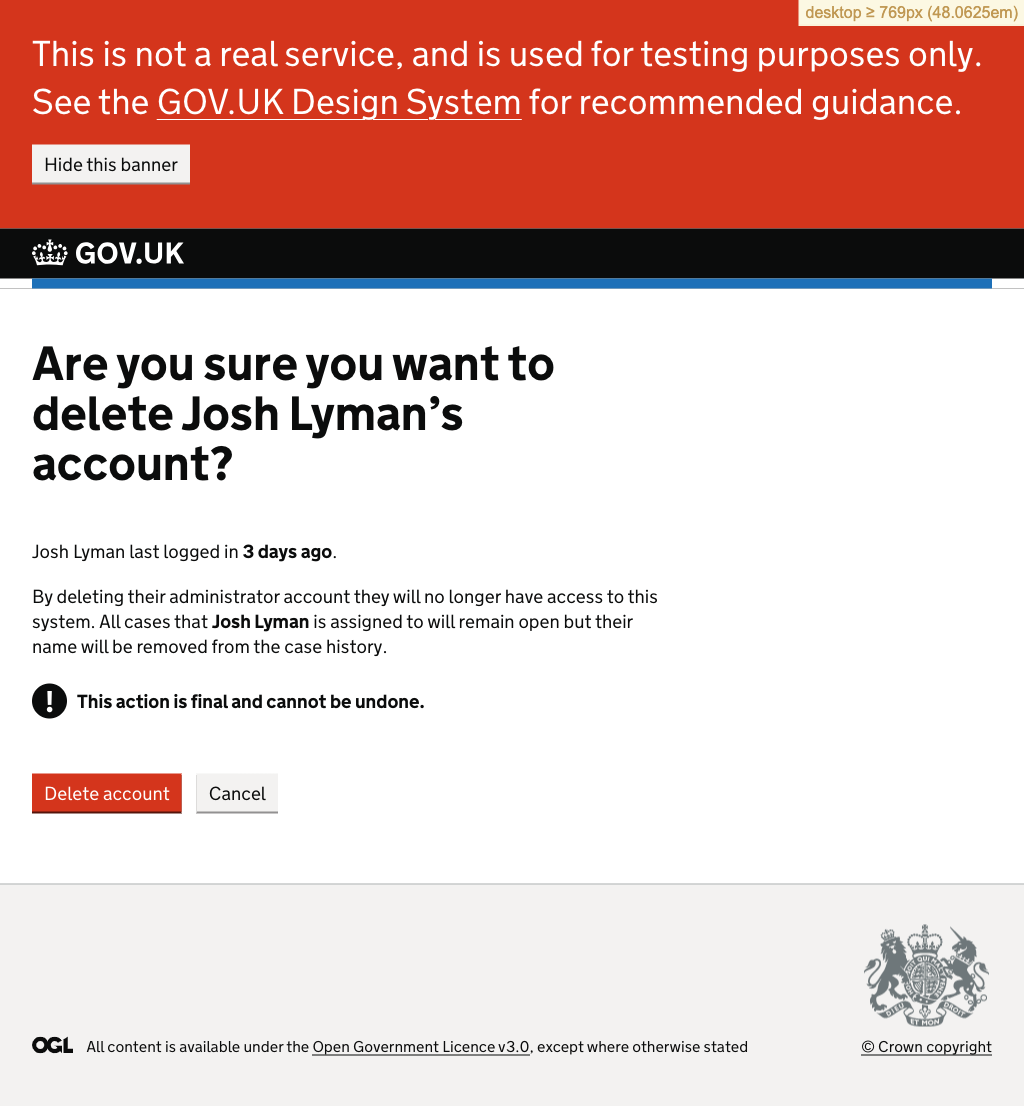 desktop ≥ 769px (48.0625em)
This is not a real service, and is used for testing purposes only.
See the GOV.UK Design System for recommended guidance.
Hide this banner
GOV.UK
Are you sure you want to
delete Josh Lyman’s
account?
Josh Lyman last logged in 3 days ago.
By deleting their administrator account they will no longer have access to this
system. All cases that Josh Lyman is assigned to will remain open but their
name will be removed from the case history.
! This action is final and cannot be undone.
Delete account Cancel
DIEU ET MON DROIT
OGL All content is available under the Open Government Licence v3.0, except where otherwise stated
© Crown copyright